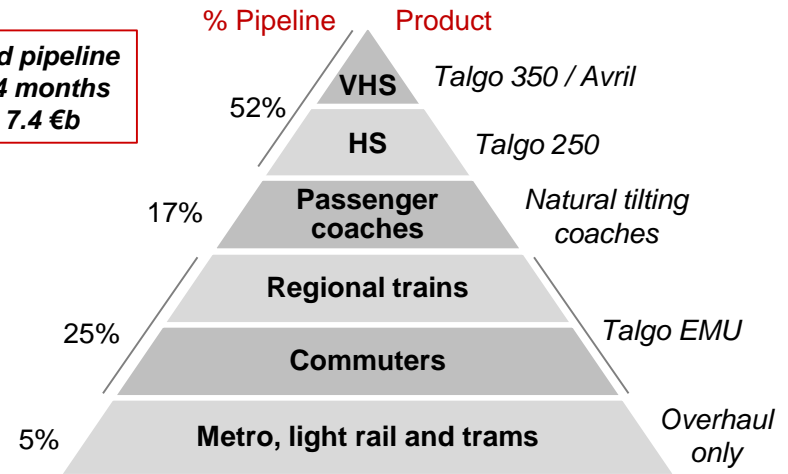 % Pipeline Product
pipeline
months
7.4 €b
52%
VHS
Talgo 350 / Avril
HS
Talgo 250
17%
Passenger
coaches
Natural tilting
coaches
Regional trains
25%
Talgo EMU
Commuters
5%
Metro, light rail and trams
Overhaul
only